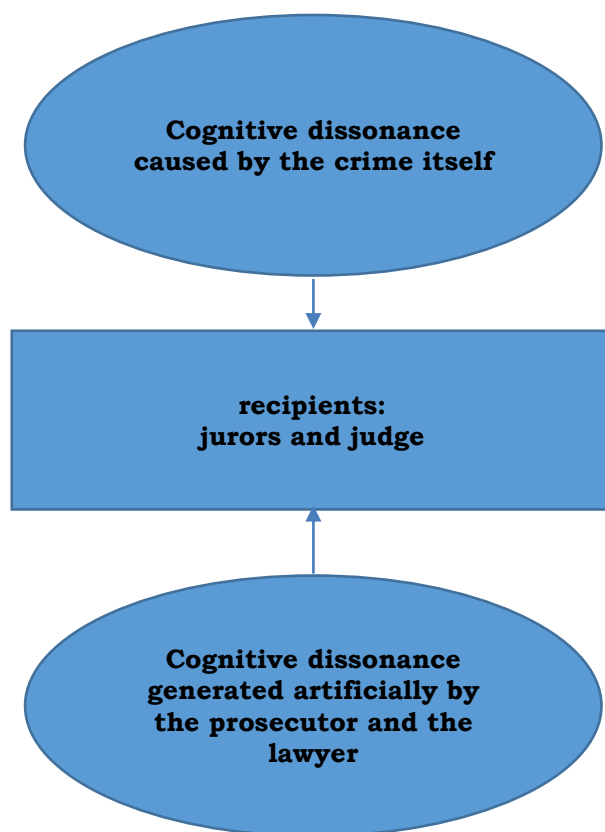 Cognitive dissonance
caused by the crime itself
recipients:
jurors and judge
Cognitive dissonance
generated artificially by
the prosecutor and the
lawyer